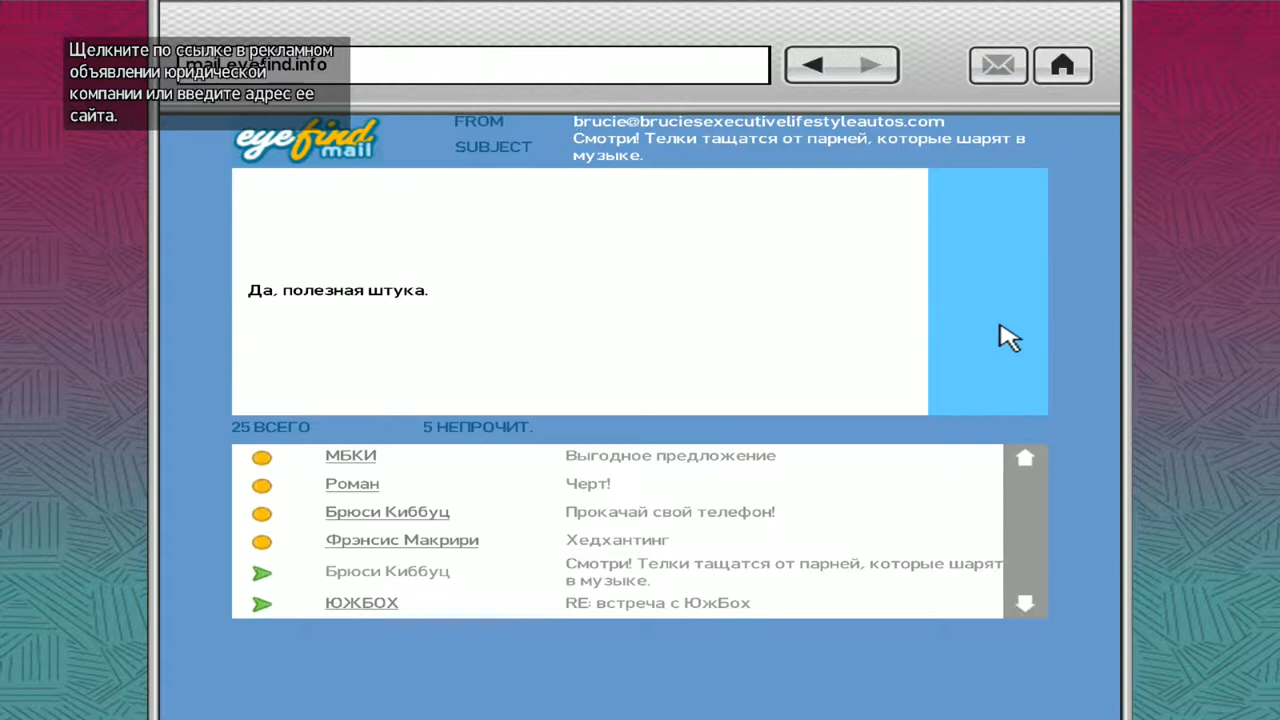 Щелкните по ссылке в рекламном
объявлении юридической
компании или введите адрес ее
сайта.
mail.eyefind.info
eyefind
mail
FROM
brucie@bruciesexecutivelifestyleautos.com
SUBJECT
Смотри! Телки тащатся от парней, которые шарят в
музыке.
Да, полезная штука.
25 ВСЕГО
5 НЕПРОЧИТ.
МБКИ Выгодное предложение
Роман Черт!
Брюси Киббуц Прокачай свой телефон!
Фрэнсис Макрири Хедхантинг
Брюси Киббуц Смотри! Телки тащатся от парней, которые шарят
в музыке.
ЮЖБОХ RE: встреча с ЮжБох